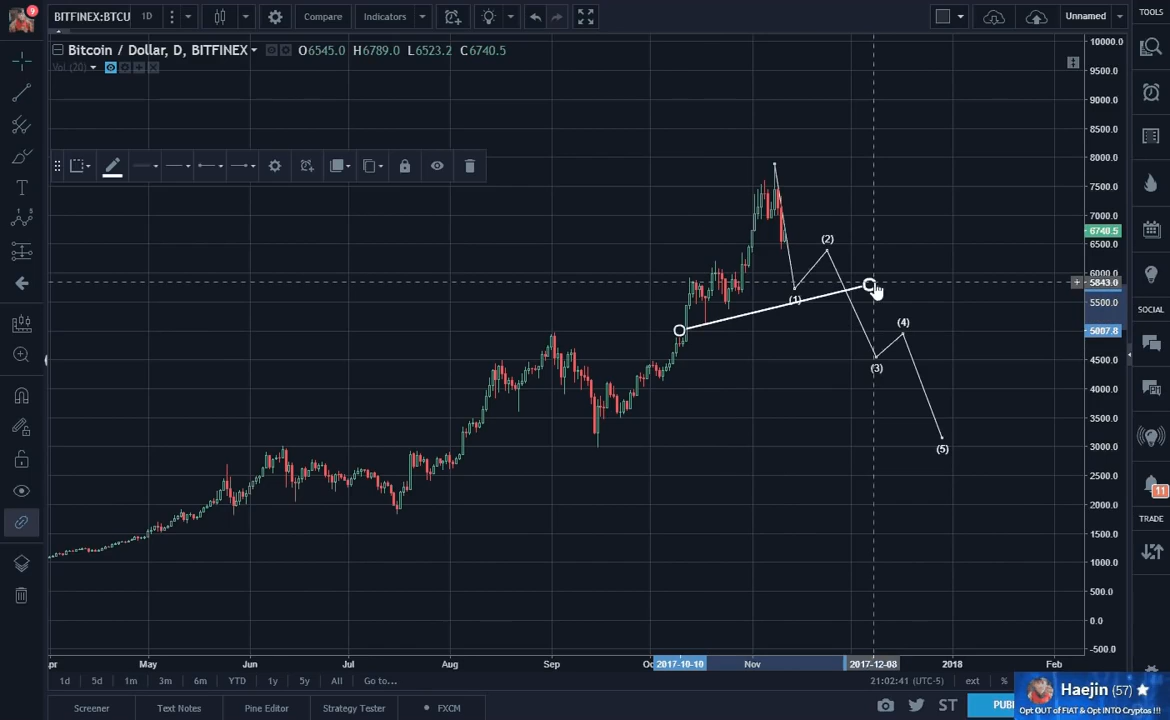 9
BITFINEX:BTCU
1D
Compare
Indicators
Unnamed
TOOLS
Bitcoin / Dollar, D, BITFINEX
O6545.0 H6789.0 L6523.2 C6740.5
Vol (20)
10000.0
9500.0
9000.0
8500.0
8000.0
7500.0
7000.0
6740.5
6500.0
6000.0
5843.0
5500.0
5007.8
4500.0
4000.0
3500.0
3000.0
2500.0
2000.0
1500.0
1000.0
500.0
0.0
-500.0
(1)
(2)
(3)
(4)
(5)
SOCIAL
11
TRADE
pr
May
Jun
Jul
Aug
Sep
Oc
2017-10-10
Nov
2017-12-08
2018
Feb
1d
5d
1m
3m
6m
YTD
1y
5y
All
Go to...
21:02:41 (UTC-5)
ext
%
Haejin (57)
Opt OUT of FIAT & Opt INTO Cryptos !!!
Screener
Text Notes
Pine Editor
Strategy Tester
FXCM
ST
PUB